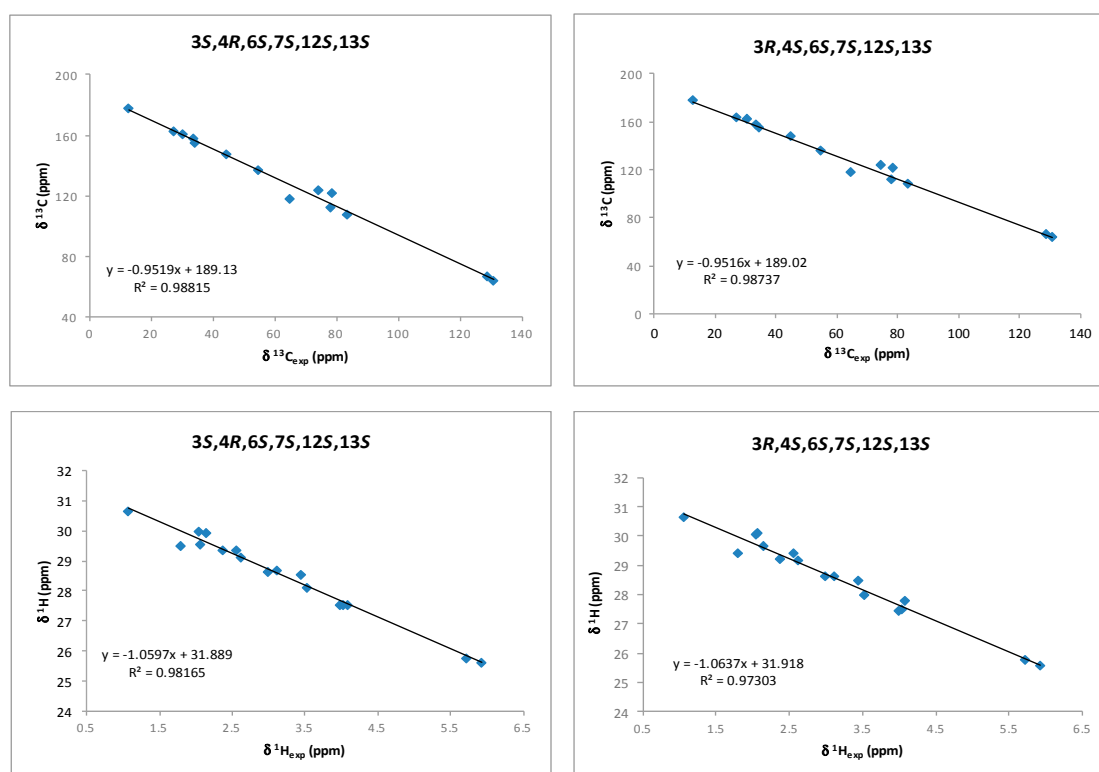 3S,4R,6S,7S,12S,13S
200
160
120
80
40
δ ¹³C (ppm)
y = -0.9519x + 189.13
R² = 0.98815
0 20 40 60 80 100 120 140
δ ¹³Cexp (ppm)
3R,4S,6S,7S,12S,13S
200
160
120
80
40
0
δ ¹³C (ppm)
y = -0.9516x + 189.02
R² = 0.98737
0 20 40 60 80 100 120 140
δ ¹³Cexp (ppm)
3S,4R,6S,7S,12S,13S
32
31
30
29
28
27
26
25
24
δ ¹H (ppm)
y = -1.0597x + 31.889
R² = 0.98165
0.5 1.5 2.5 3.5 4.5 5.5 6.5
δ ¹Hexp (ppm)
3R,4S,6S,7S,12S,13S
32
31
30
29
28
27
26
25
24
δ ¹H (ppm)
y = -1.0637x + 31.918
R² = 0.97303
0.5 1.5 2.5 3.5 4.5 5.5 6.5
δ ¹Hexp (ppm)